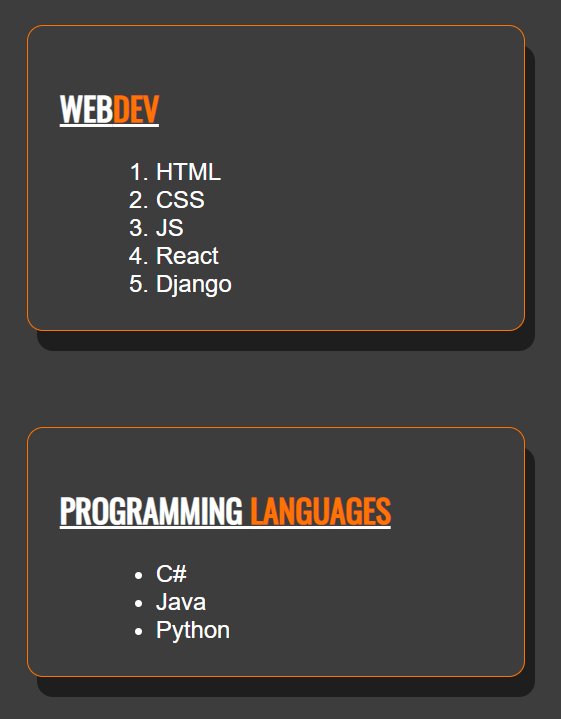 WEBDEV
1. HTML
2. CSS
3. JS
4. React
5. Django
PROGRAMMING LANGUAGES
• C#
• Java
• Python